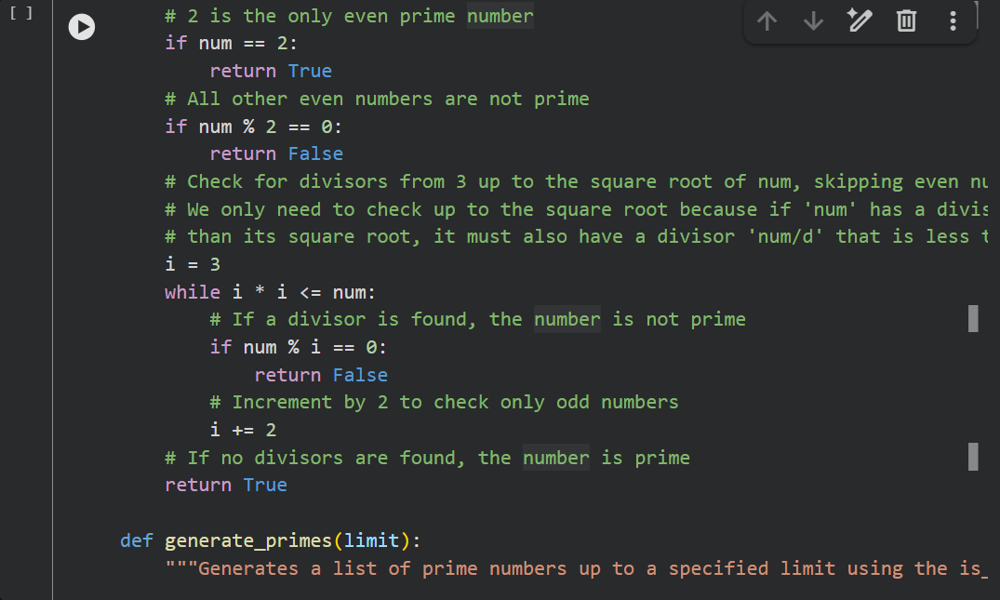 [ ]
# 2 is the only even prime number
if num == 2:
return True
# All other even numbers are not prime
if num % 2 == 0:
return False
# Check for divisors from 3 up to the square root of num, skipping even
# We only need to check up to the square root because if 'num' has a
# than its square root, it must also have a divisor 'num/d' that is less
i = 3
while i * i <= num:
# If a divisor is found, the number is not prime
if num % i == 0:
return False
# Increment by 2 to check only odd numbers
i += 2
# If no divisors are found, the number is prime
return True
def generate_primes(limit):
"""Generates a list of prime numbers up to a specified limit using the is_